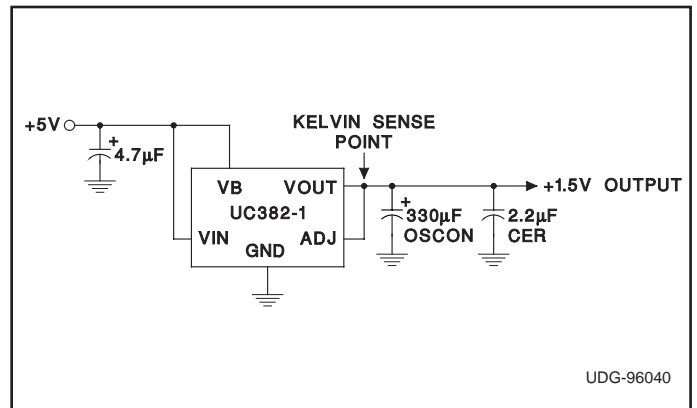 +5V
+
4.7µF
KELVIN SENSE
POINT
VB
VOUT
UC382-1
VIN
GND
ADJ
+
330µF
OSCON
2.2µF
CER
+1.5V OUTPUT
UDG-96040